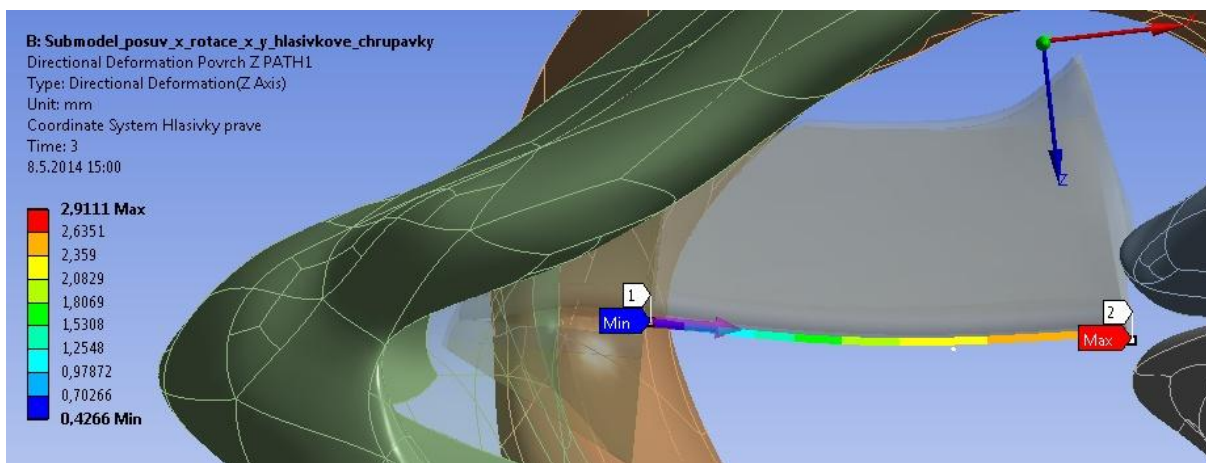 B: Submodel_posuv_x_rotace_x_y_hlasivkove_chrupavky
Directional Deformation Povrch Z PATH1
Type: Directional Deformation(Z Axis)
Unit: mm
Coordinate System Hlasivky prave
Time: 3
8.5.2014 15:00
2,9111 Max
2,6351
2,359
2,0829
1,8069
1,5308
1,2548
0,97872
0,70266
0,4266 Min
1
Min
2
Max
Z